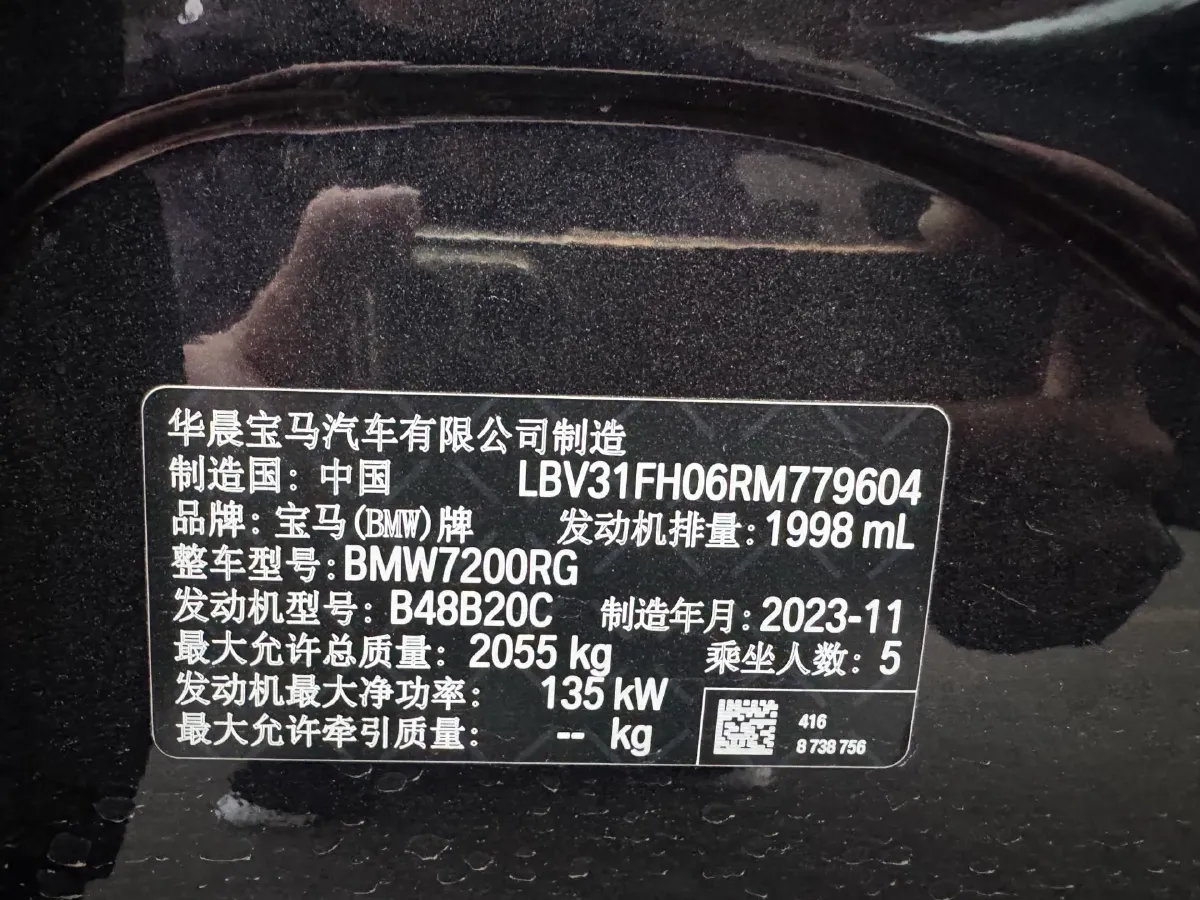 华晨宝马汽车有限公司制造
制造国：中国 LBV31FH06RM779604
品牌：宝马(BMW)牌 发动机排量：1998 mL
整车型号：BMW7200RG
发动机型号：B48B20C 制造年月：2023-11
最大允许总质量：2055 kg 乘坐人数：5
发动机最大净功率： 135 kW
最大允许牵引质量： -- kg
416
8 738 756